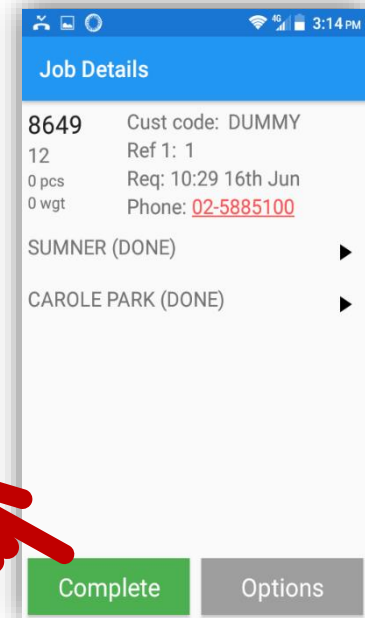 4G 3:14 PM
Job Details
8649 Cust code: DUMMY
12 Ref 1: 1
0 pcs Req: 10:29 16th Jun
0 wgt Phone: 02-5885100
SUMNER (DONE)
CAROLE PARK (DONE)
Complete Options